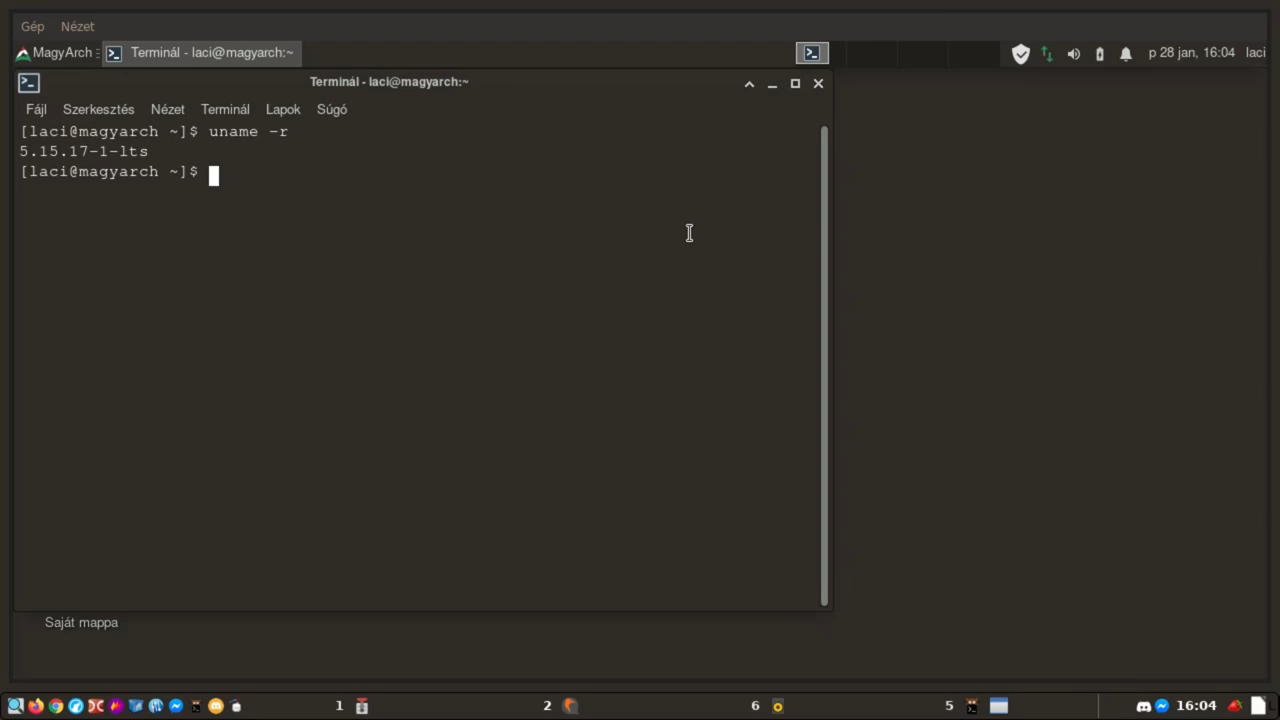 Gép Nézet
MagyArch Terminál - laci@magyarch:~ p 28 jan, 16:04 laci
Terminál - laci@magyarch:~
Fájl Szerkesztés Nézet Terminál Lapok Súgó
[laci@magyarch ~]$ uname -r
5.15.17-1-lts
[laci@magyarch ~]$
Saját mappa
1 2 6 5 16:04